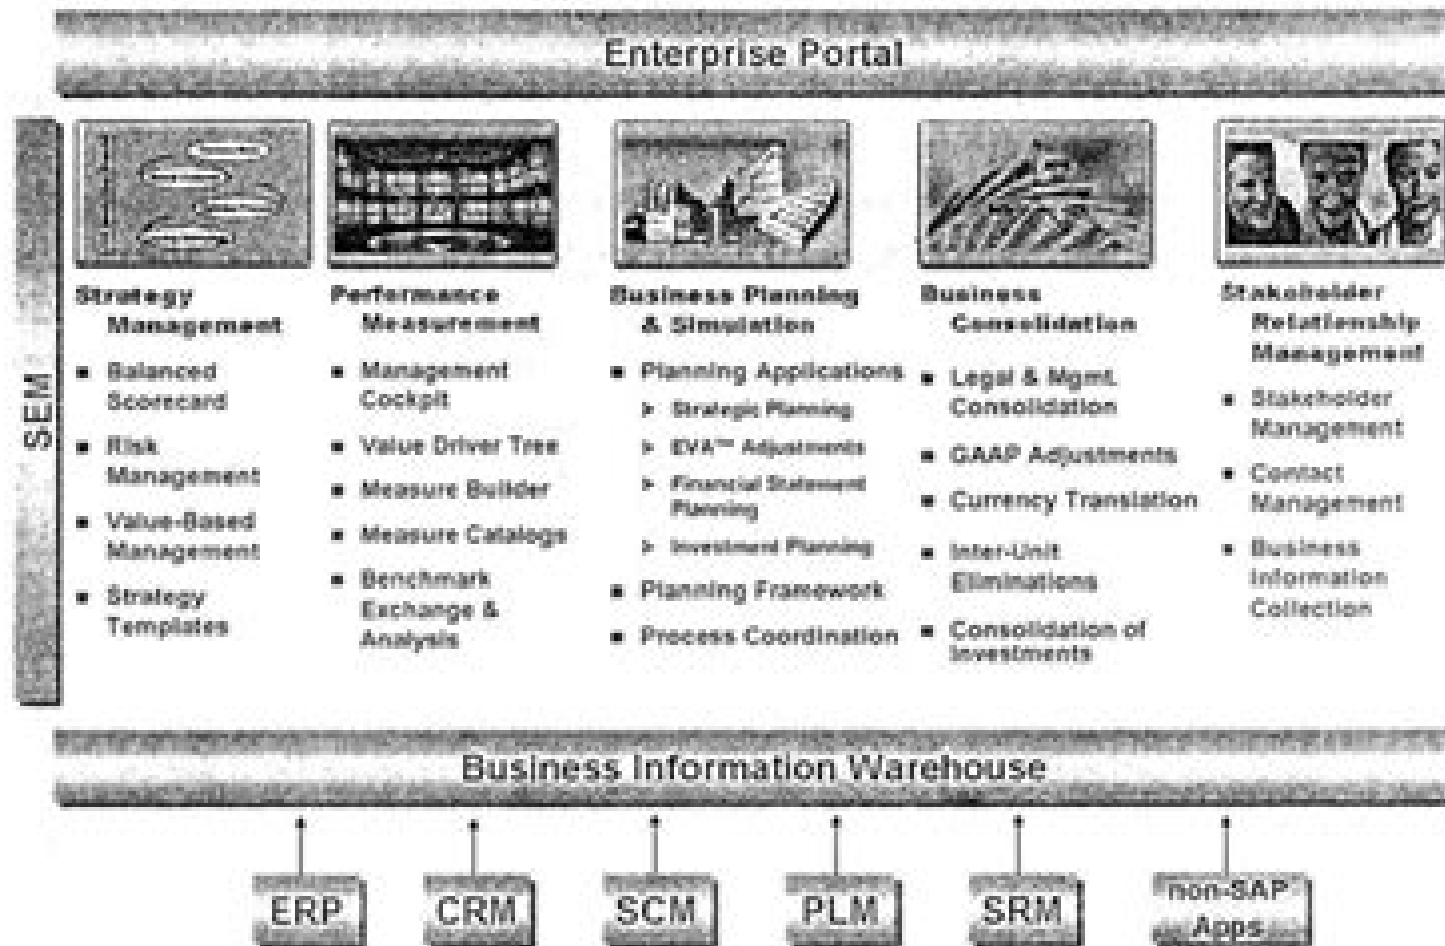 Enterprise Portal
SEM
Strategy
Management
Balanced
Scorecard
Risk
Management
Value-Based
Management
Strategy
Templates
Performance
Measurement
Management
Cockpit
Value Driver Tree
Measure Builder
Measure Catalogs
Benchmark
Exchange &
Analysis
Business Planning
& Simulation
Planning Applications
Strategic Planning
EVA™ Adjustments
Financial Statement
Planning
Investment Planning
Planning Framework
Process Coordination
Business
Consolidation
Legal & Mgmt.
Consolidation
GAAP Adjustments
Currency Translation
Inter-Unit
Eliminations
Consolidation of
Investments
Stakeholder
Relationship
Management
Stakeholder
Management
Contact
Management
Business
Information
Collection
Business Information Warehouse
ERP
CRM
SCM
PLM
SRM
non-SAP
Apps